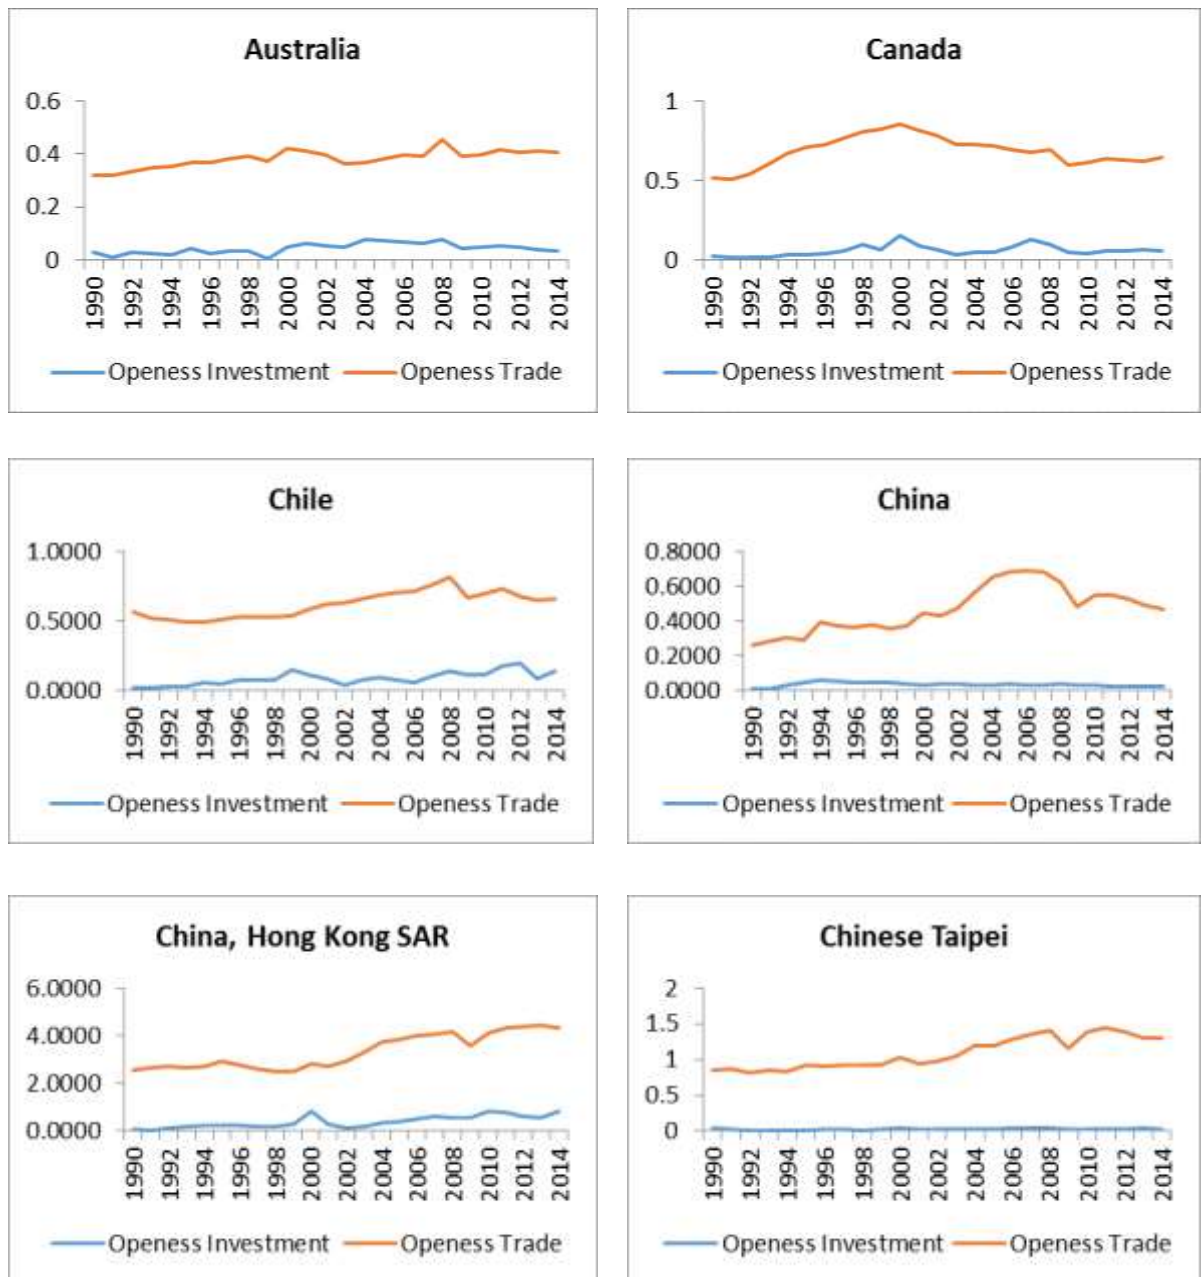 Australia
0.6
0.4
0.2
0
1990 1992 1994 1996 1998 2000 2002 2004 2006 2008 2010 2012 2014
Openess Investment Openess Trade
Canada
1
0.5
0
1990 1992 1994 1996 1998 2000 2002 2004 2006 2008 2010 2012 2014
Openess Investment Openess Trade
Chile
1.0000
0.5000
0.0000
1990 1992 1994 1996 1998 2000 2002 2004 2006 2008 2010 2012 2014
Openess Investment Openess Trade
China
0.8000
0.6000
0.4000
0.2000
0.0000
1990 1992 1994 1996 1998 2000 2002 2004 2006 2008 2010 2012 2014
Openess Investment Openess Trade
China, Hong Kong SAR
6.0000
4.0000
2.0000
0.0000
1990 1992 1994 1996 1998 2000 2002 2004 2006 2008 2010 2012 2014
Openess Investment Openess Trade
Chinese Taipei
2
1.5
1
0.5
0
1990 1992 1994 1996 1998 2000 2002 2004 2006 2008 2010 2012 2014
Openess Investment Openess Trade